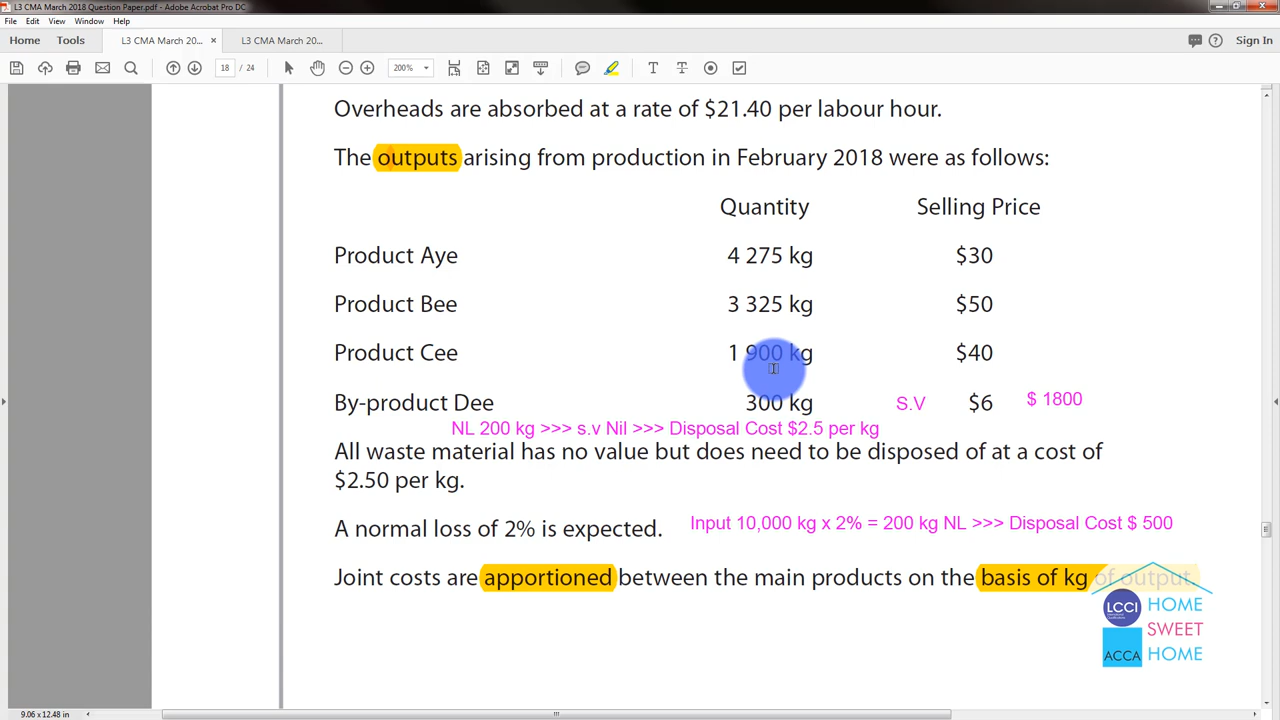 L3 CMA March 2018 Question Paper.pdf - Adobe Acrobat Pro DC
File Edit View Window Help
Home Tools L3 CMA March 20... × L3 CMA March 20... Sign In
18 / 24 200%
Overheads are absorbed at a rate of $21.40 per labour hour.
The outputs arising from production in February 2018 were as follows:
Quantity Selling Price
Product Aye 4 275 kg $30
Product Bee 3 325 kg $50
Product Cee 1 900 kg $40
By-product Dee 300 kg S.V $6 $ 1800
NL 200 kg >>> s.v Nil >>> Disposal Cost $2.5 per kg
All waste material has no value but does need to be disposed of at a cost of
$2.50 per kg.
A normal loss of 2% is expected. Input 10,000 kg x 2% = 200 kg NL >>> Disposal Cost $ 500
Joint costs are apportioned between the main products on the basis of kg of output.
LCCI HOME
SWEET
ACCA HOME
9.06 x 12.48 in